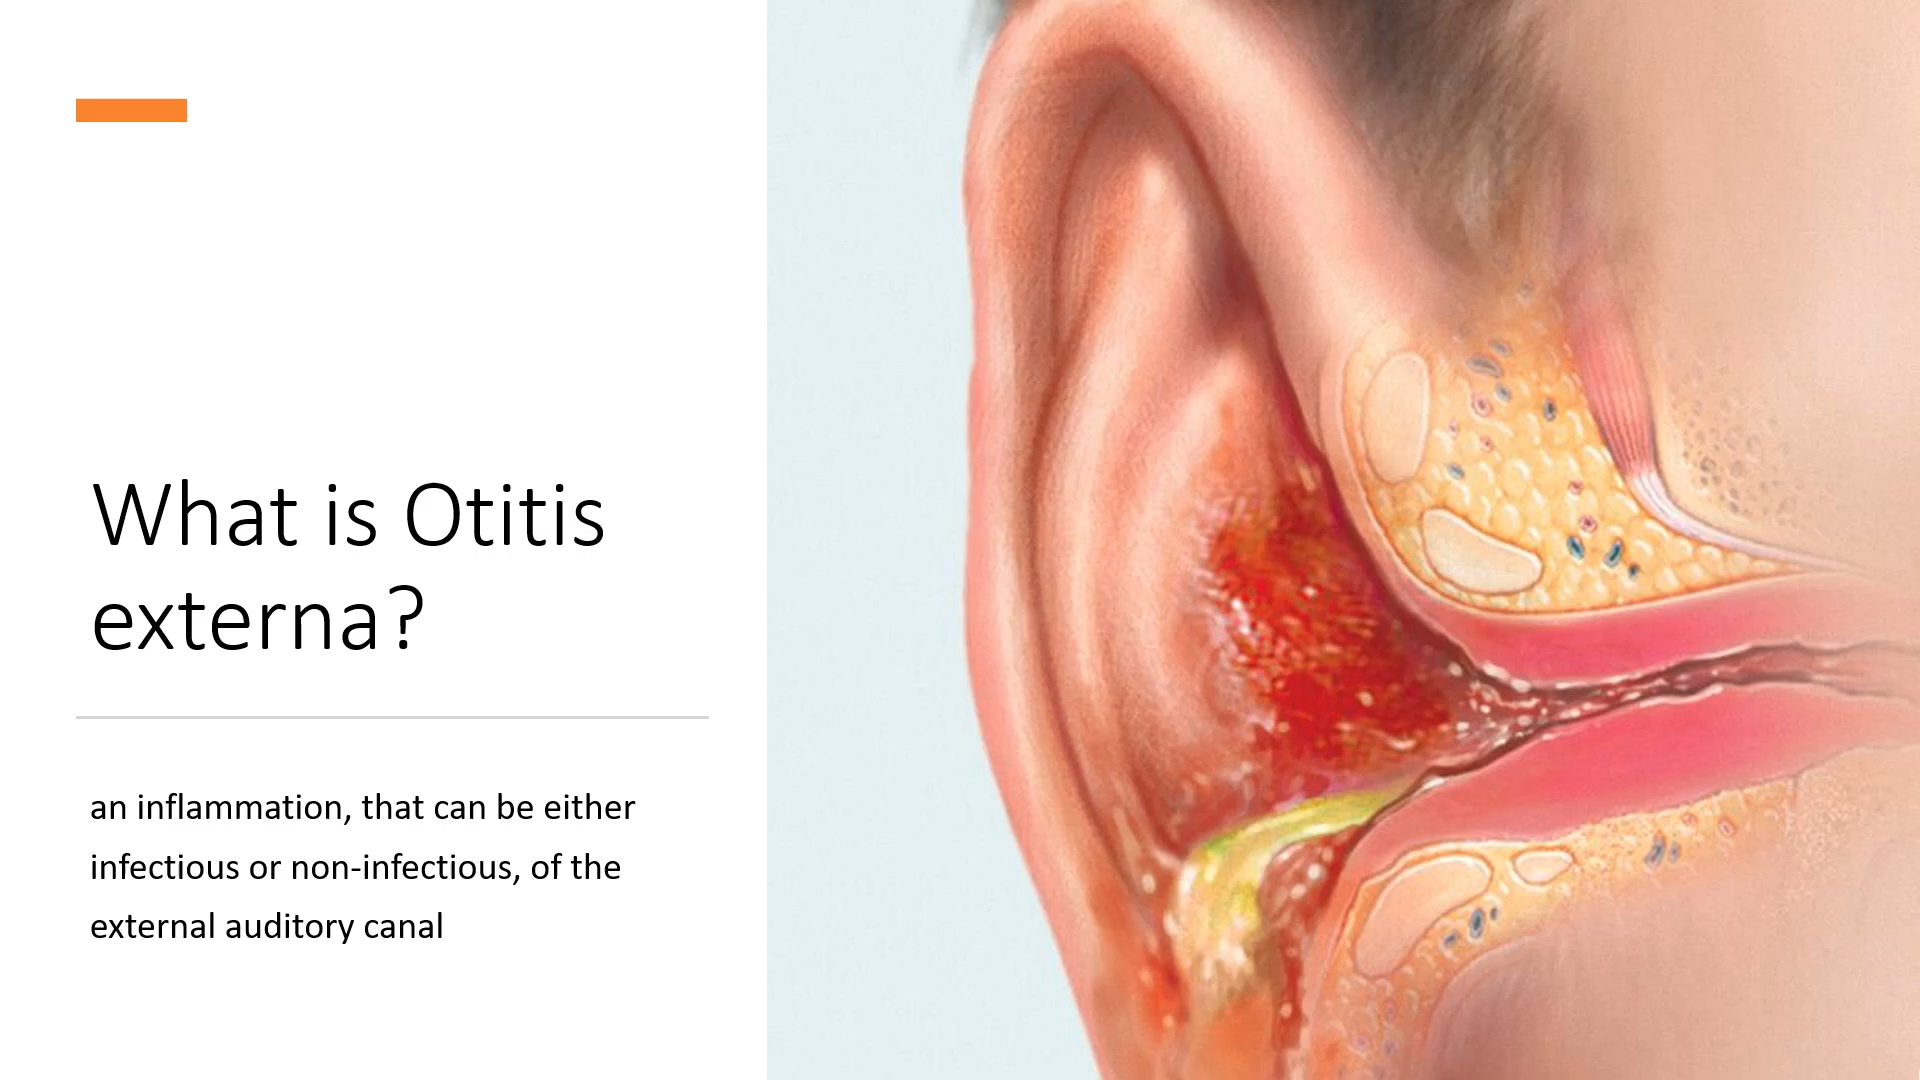 What is Otitis
externa?
an inflammation, that can be either
infectious or non-infectious, of the
external auditory canal